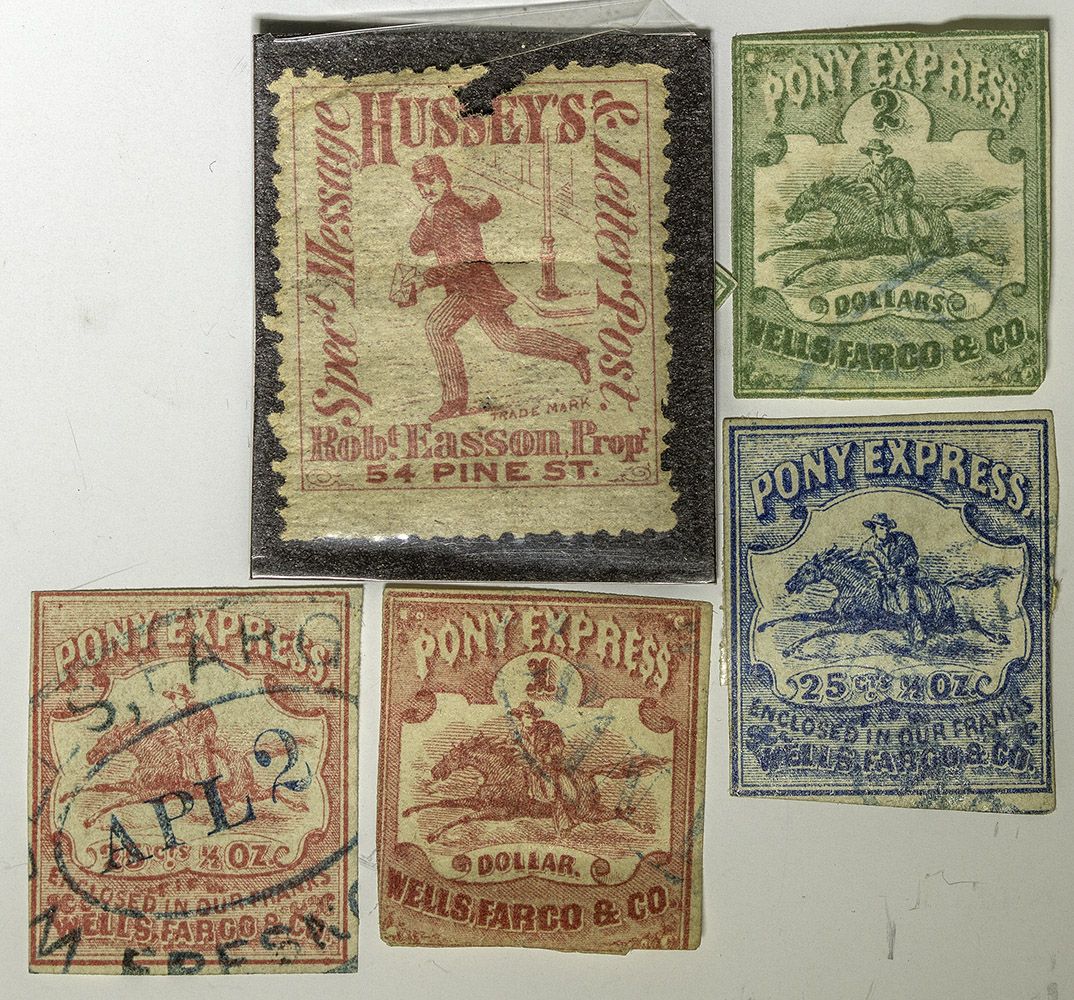 HUSSEY'S
Special Message
& Letter Post
TRADE MARK.
Robt. Easson, Propr.
54 PINE ST.
PONY EXPRESS
2
DOLLARS
WELLS, FARGO & CO.
PONY EXPRESS,
25 CTS ½ OZ.
ENCLOSED IN OUR FRANKS
WELLS, FARGO & CO.
PONY EXPRESS,
APL 2
CTS ½ OZ.
IN OUR FRANKS
WELLS, FARGO & CO.
PONY EXPRESS,
1
DOLLAR.
WELLS, FARGO & CO.